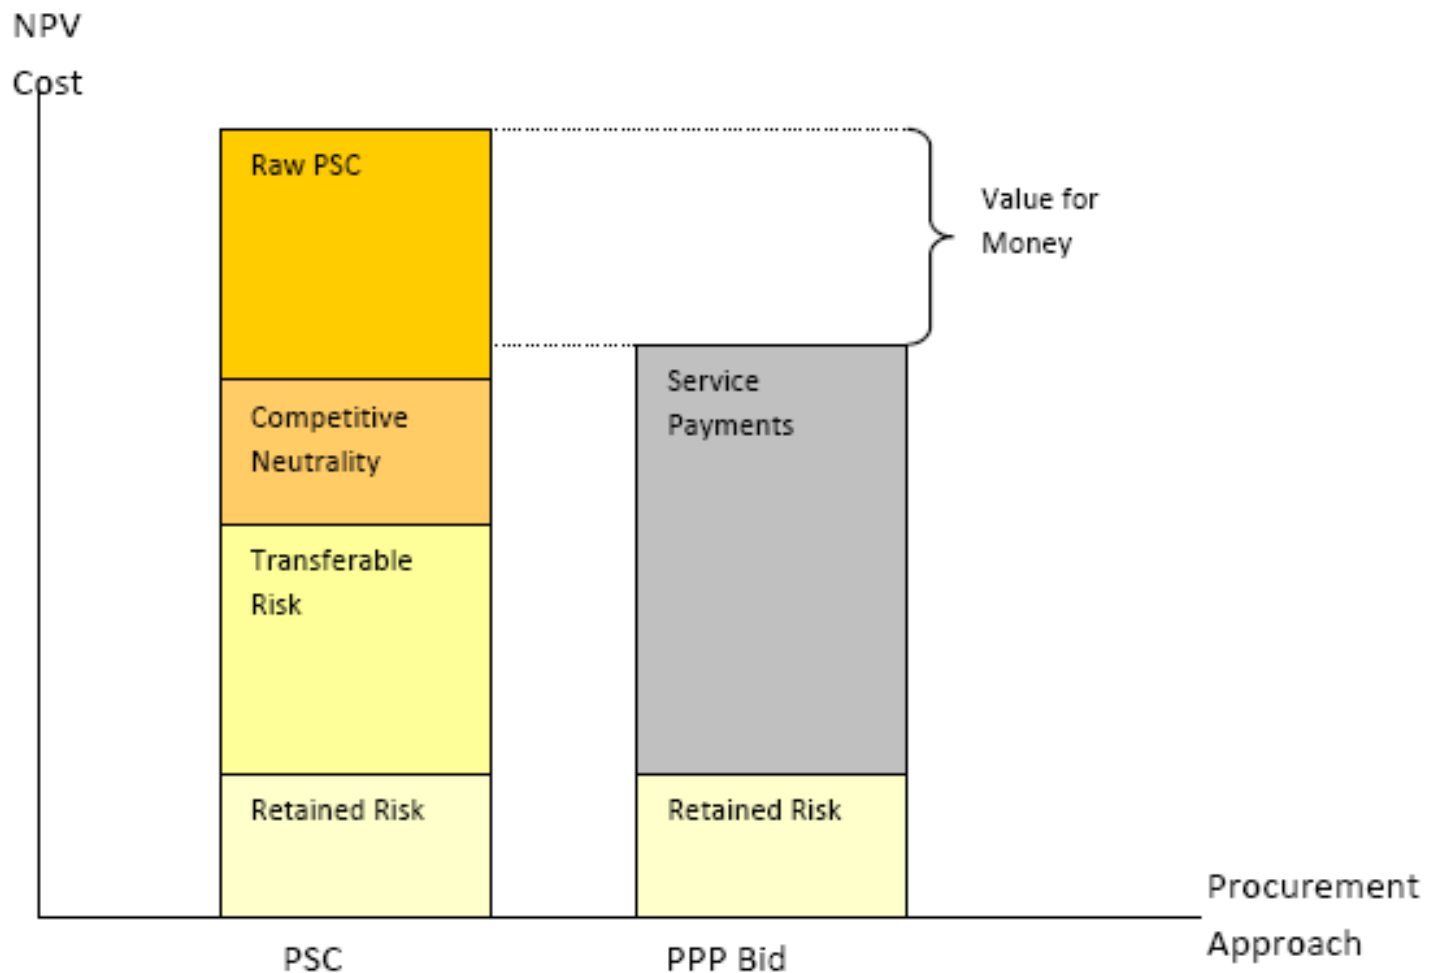 NPV
Cost
Raw PSC
Value for
Money
Service
Payments
Competitive
Neutrality
Transferable
Risk
Retained Risk
Retained Risk
Procurement
Approach
PSC
PPP Bid